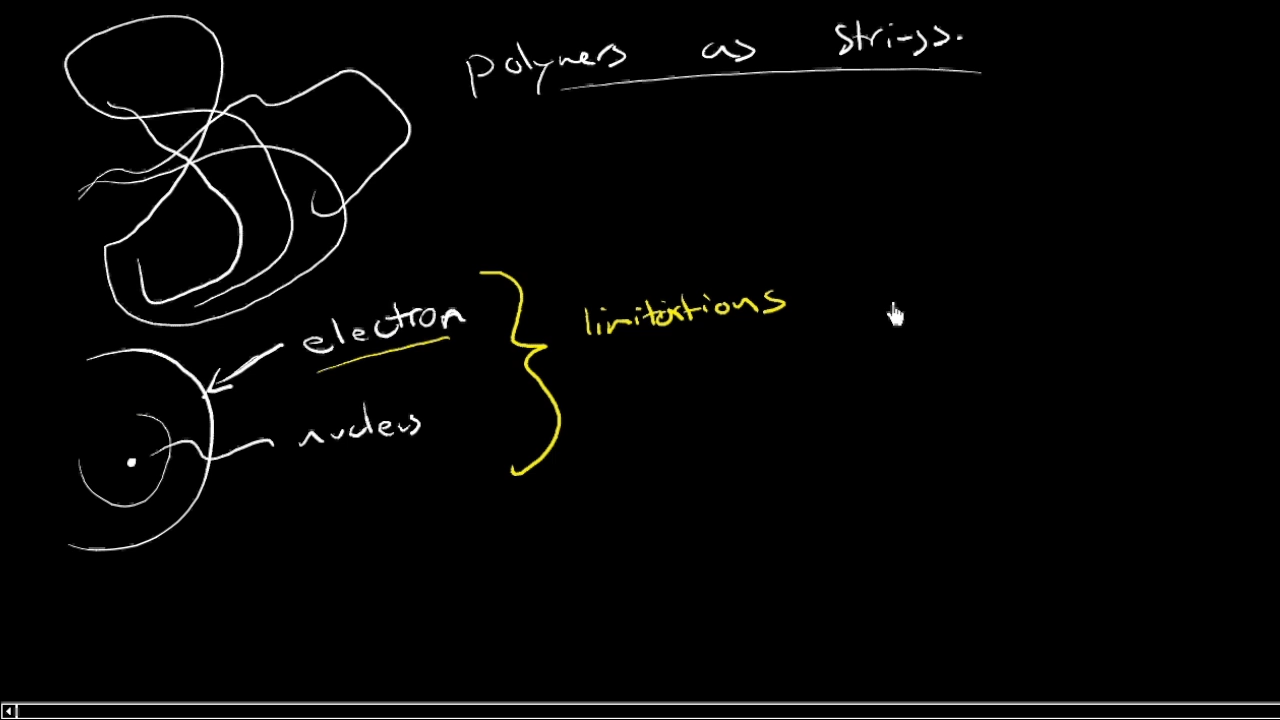 polymers as strings.
electron
limitations
nucleus